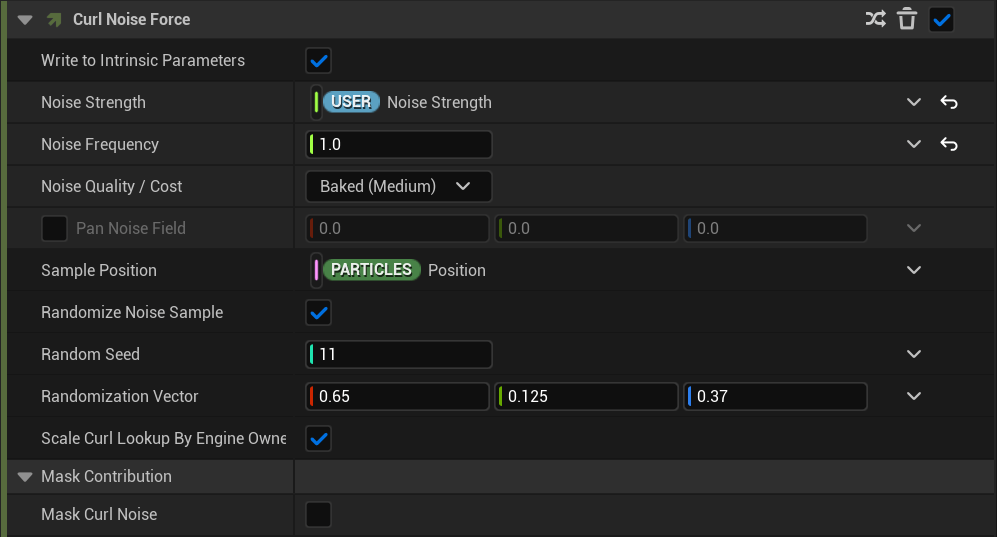 Curl Noise Force
Write to Intrinsic Parameters
Noise Strength USER Noise Strength
Noise Frequency 1.0
Noise Quality / Cost Baked (Medium)
Pan Noise Field 0.0 0.0 0.0
Sample Position PARTICLES Position
Randomize Noise Sample
Random Seed 11
Randomization Vector 0.65 0.125 0.37
Scale Curl Lookup By Engine Owne
Mask Contribution
Mask Curl Noise